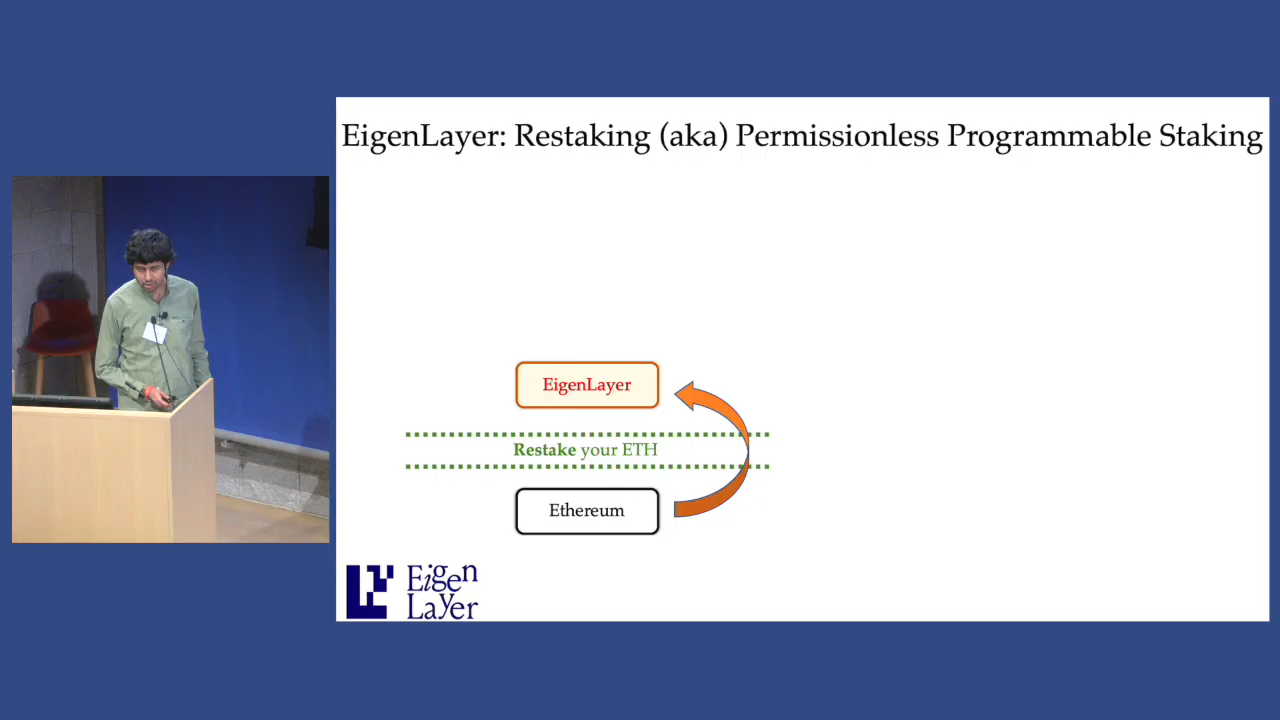 EigenLayer: Restaking (aka) Permissionless Programmable Staking
EigenLayer
Restake your ETH
Ethereum
Eigen
Layer